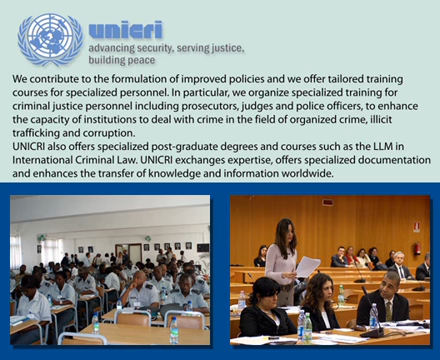 unicri
advancing security, serving justice,
building peace
We contribute to the formulation of improved policies and we offer tailored training
courses for specialized personnel. In particular, we organize specialized training for
criminal justice personnel including prosecutors, judges and police officers, to enhance
the capacity of institutions to deal with crime in the field of organized crime, illicit
trafficking and corruption.
UNICRI also offers specialized post-graduate degrees and courses such as the LLM in
International Criminal Law. UNICRI exchanges expertise, offers specialized documentation
and enhances the transfer of knowledge and information worldwide.